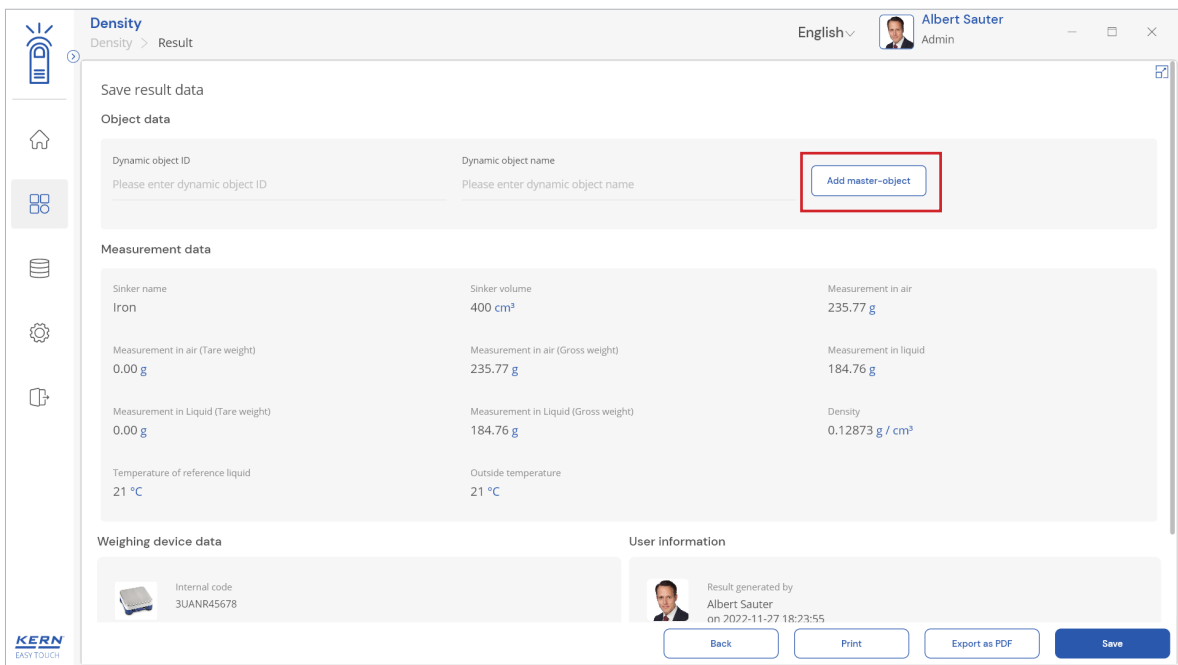 Density
Density > Result
English
Albert Sauter
Admin
Save result data
Object data
Dynamic object ID
Please enter dynamic object ID
Dynamic object name
Please enter dynamic object name
Add master-object
Measurement data
Sinker name
Iron
Sinker volume
400 cm³
Measurement in air
235.77 g
Measurement in air (Tare weight)
0.00 g
Measurement in air (Gross weight)
235.77 g
Measurement in liquid
184.76 g
Measurement in Liquid (Tare weight)
0.00 g
Measurement in Liquid (Gross weight)
184.76 g
Density
0.12873 g / cm³
Temperature of reference liquid
21 °C
Outside temperature
21 °C
Weighing device data
Internal code
3UANR45678
User information
Result generated by
Albert Sauter
on 2022-11-27 18:23:55
KERN
EASY TOUCH
Back
Print
Export as PDF
Save